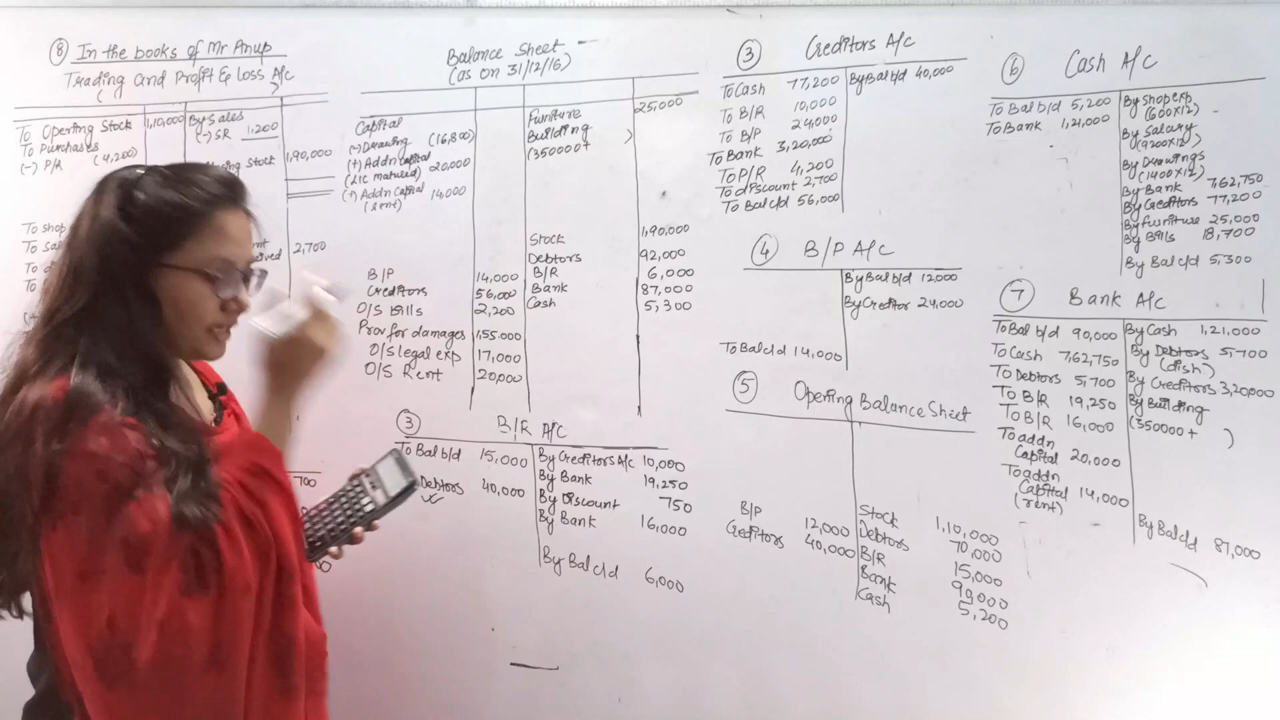 ⑧ In the books of Mr Anup
Trading and Profit & Loss A/c
(                    )
To Opening Stock 1,10,000 By Sales
To Purchases (-) SR 1,200
(-) P/R (4,200)
Stock 1,90,000
To shop
To
2,700
To
To
700
Balance Sheet
(as on 31/12/16)
Capital
(-) Drawing (16,800)
(+) Addn capital 20,000
(LIC matured)
(+) Addn Capital 14,000
(rent)
B/P 14,000
Creditors 56,000
O/S Bills 2,200
Prov for damages 1,55,000
O/S legal exp 17,000
O/S Rent 20,000
Furniture 25,000
Building
(350000+ )
Stock 1,90,000
Debtors 92,000
B/R 6,000
Bank 87,000
Cash 5,300
③ B/R A/c
To Bal b/d 15,000 By Creditors A/c 10,000
Debtors 40,000 By Bank 19,250
By Discount 750
By Bank 16,000
By Bal c/d 6,000
③ Creditors A/c
To Cash 77,200 By Bal b/d 40,000
To B/R 10,000
To B/P 24,000
To Bank 3,20,000
To P/R 4,200
To discount 2,700
To Bal c/d 56,000
④ B/P A/c
By Bal b/d 12,000
By Creditor 24,000
To Bal c/d 14,000
⑤ Opening Balance Sheet
B/P 12,000
Creditors 40,000
Stock 1,10,000
Debtors 70,000
B/R 15,000
Bank 90,000
Cash 5,200
⑥ Cash A/c
To Bal b/d 5,200
To Bank 1,21,000
By Shop exp
(600x12)
By Salary
(9200x12)
By Drawings
(1400x12)
By Bank 7,62,750
By Creditors 77,200
By Furniture 25,000
By Bills 18,700
By Bal c/d 5,300
⑦ Bank A/c
To Bal b/d 90,000
To Cash 7,62,750
To Debtors 5,700
To B/R 19,250
To B/R 16,000
To addn
Capital 20,000
To addn
Capital 14,000
(rent)
By Cash 1,21,000
By Debtors 5,700
(dish)
By Creditors 3,20,000
By Building
(350000+ )
By Bal c/d 87,000